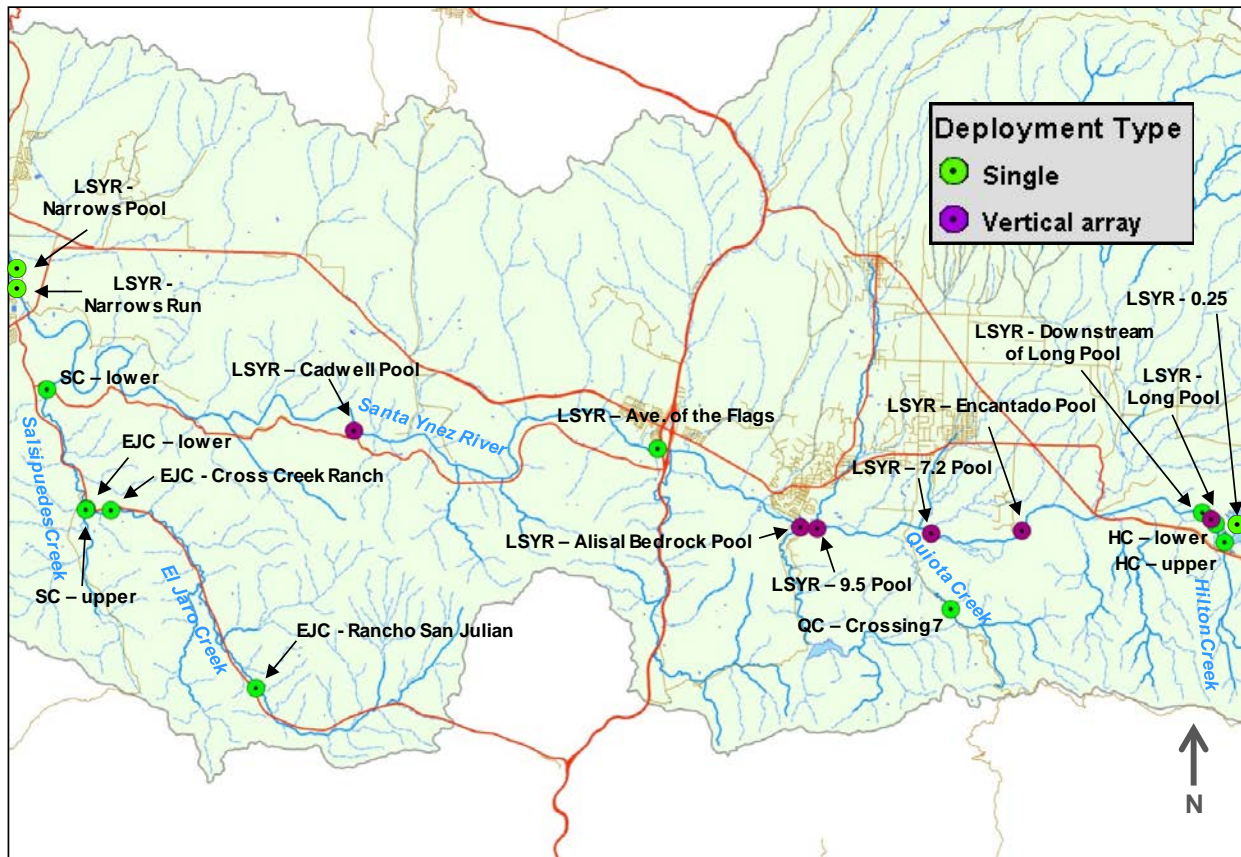 Deployment Type
Single
Vertical array
LSYR -
Narrows Pool
LSYR -
Narrows Run
SC – lower
LSYR – Cadwell Pool
Santa Ynez River
LSYR – Ave. of the Flags
LSYR - 0.25
LSYR - Downstream
of Long Pool
LSYR -
Long Pool
LSYR – Encantado Pool
LSYR – 7.2 Pool
Salsipuedes Creek
EJC – lower
EJC - Cross Creek Ranch
SC – upper
El Jaro Creek
EJC - Rancho San Julian
LSYR – Alisal Bedrock Pool
LSYR – 9.5 Pool
Quiota Creek
QC – Crossing 7
HC – lower
HC – upper
Hilton Creek
N